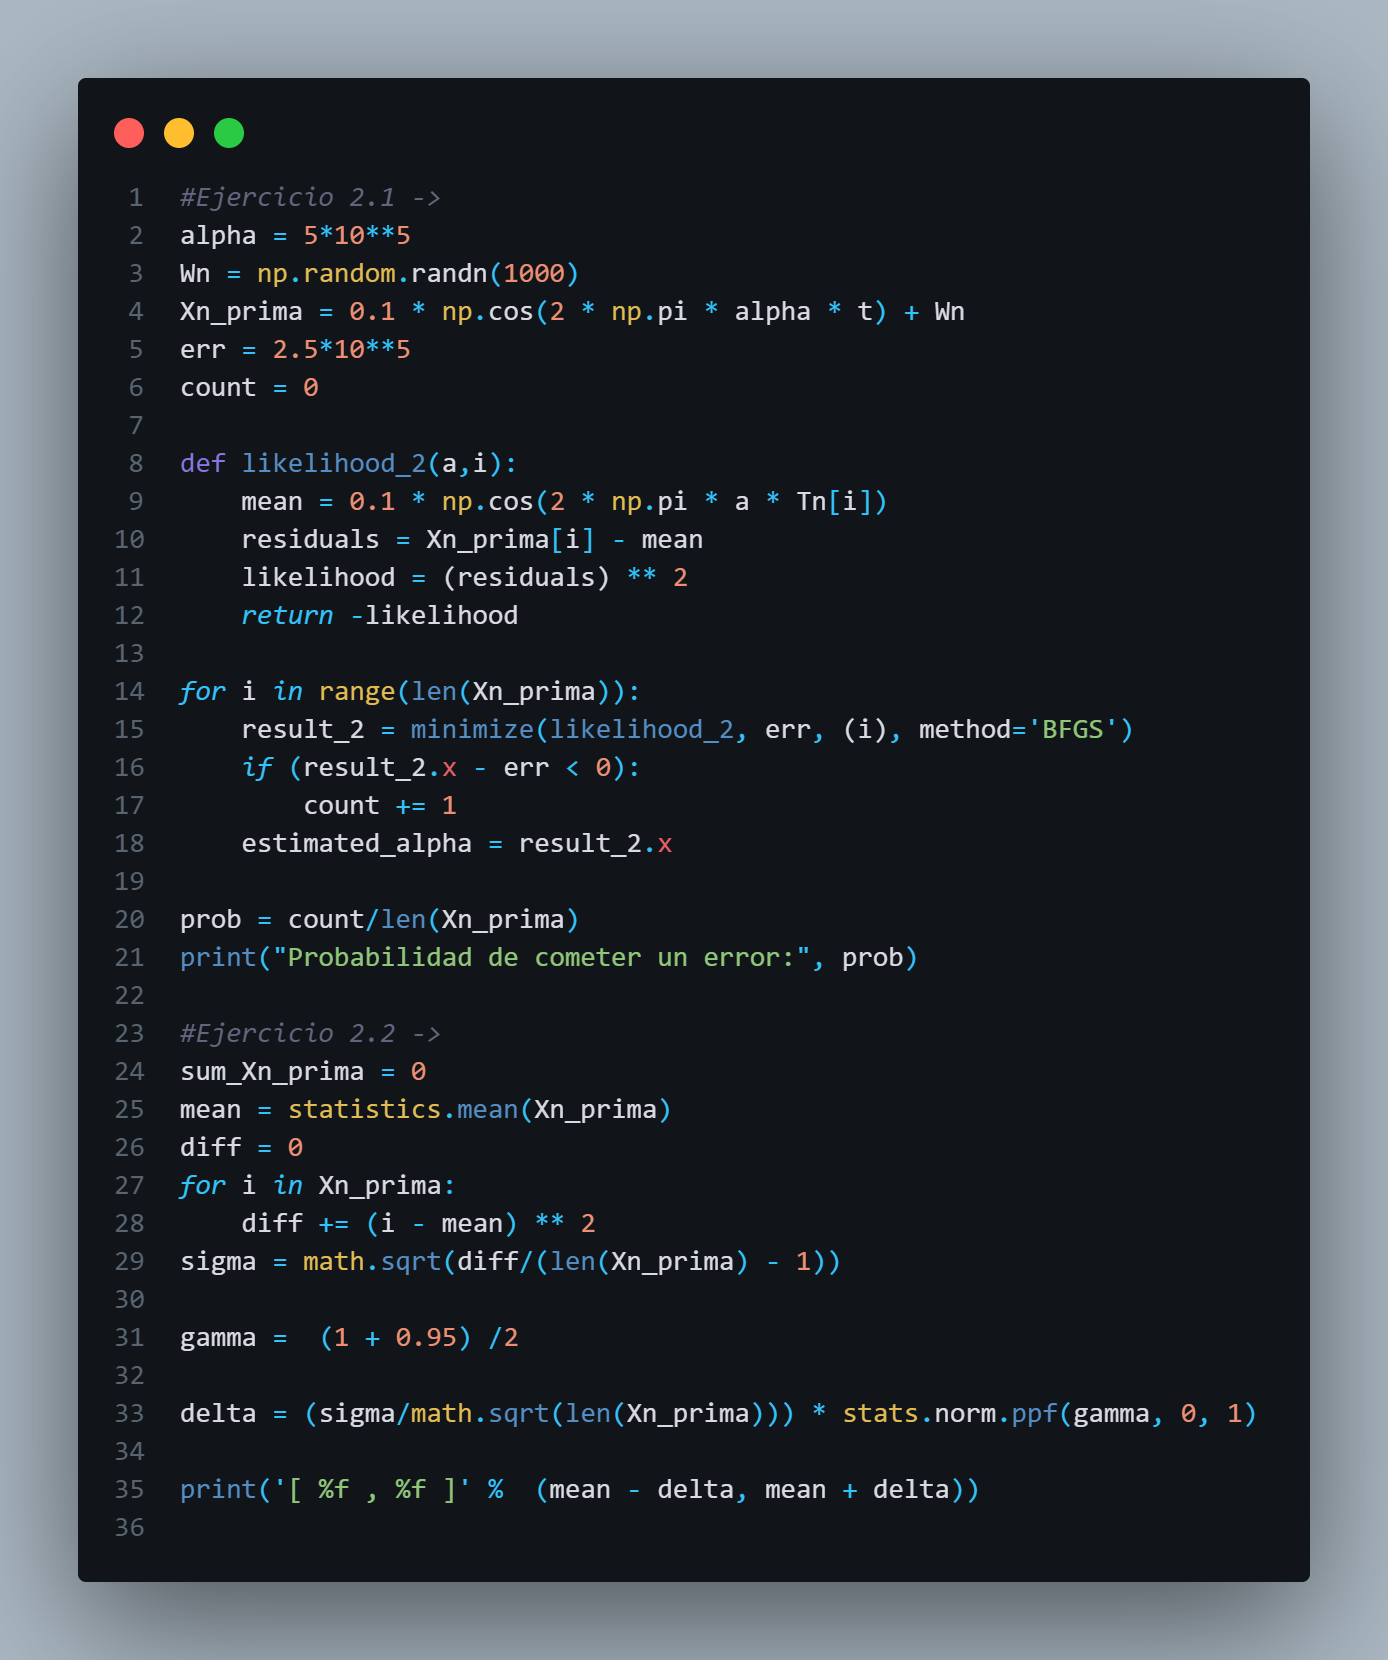 1 #Ejercicio 2.1 ->
2 alpha = 5*10**5
3 Wn = np.random.randn(1000)
4 Xn_prima = 0.1 * np.cos(2 * np.pi * alpha * t) + Wn
5 err = 2.5*10**5
6 count = 0
7
8 def likelihood_2(a,i):
9     mean = 0.1 * np.cos(2 * np.pi * a * Tn[i])
10     residuals = Xn_prima[i] - mean
11     likelihood = (residuals) ** 2
12     return -likelihood
13
14 for i in range(len(Xn_prima)):
15     result_2 = minimize(likelihood_2, err, (i), method='BFGS')
16     if (result_2.x - err < 0):
17         count += 1
18     estimated_alpha = result_2.x
19
20 prob = count/len(Xn_prima)
21 print("Probabilidad de cometer un error:", prob)
22
23 #Ejercicio 2.2 ->
24 sum_Xn_prima = 0
25 mean = statistics.mean(Xn_prima)
26 diff = 0
27 for i in Xn_prima:
28     diff += (i - mean) ** 2
29 sigma = math.sqrt(diff/(len(Xn_prima) - 1))
30
31 gamma =  (1 + 0.95) /2
32
33 delta = (sigma/math.sqrt(len(Xn_prima))) * stats.norm.ppf(gamma, 0, 1)
34
35 print('[ %f , %f ]' %  (mean - delta, mean + delta))
36